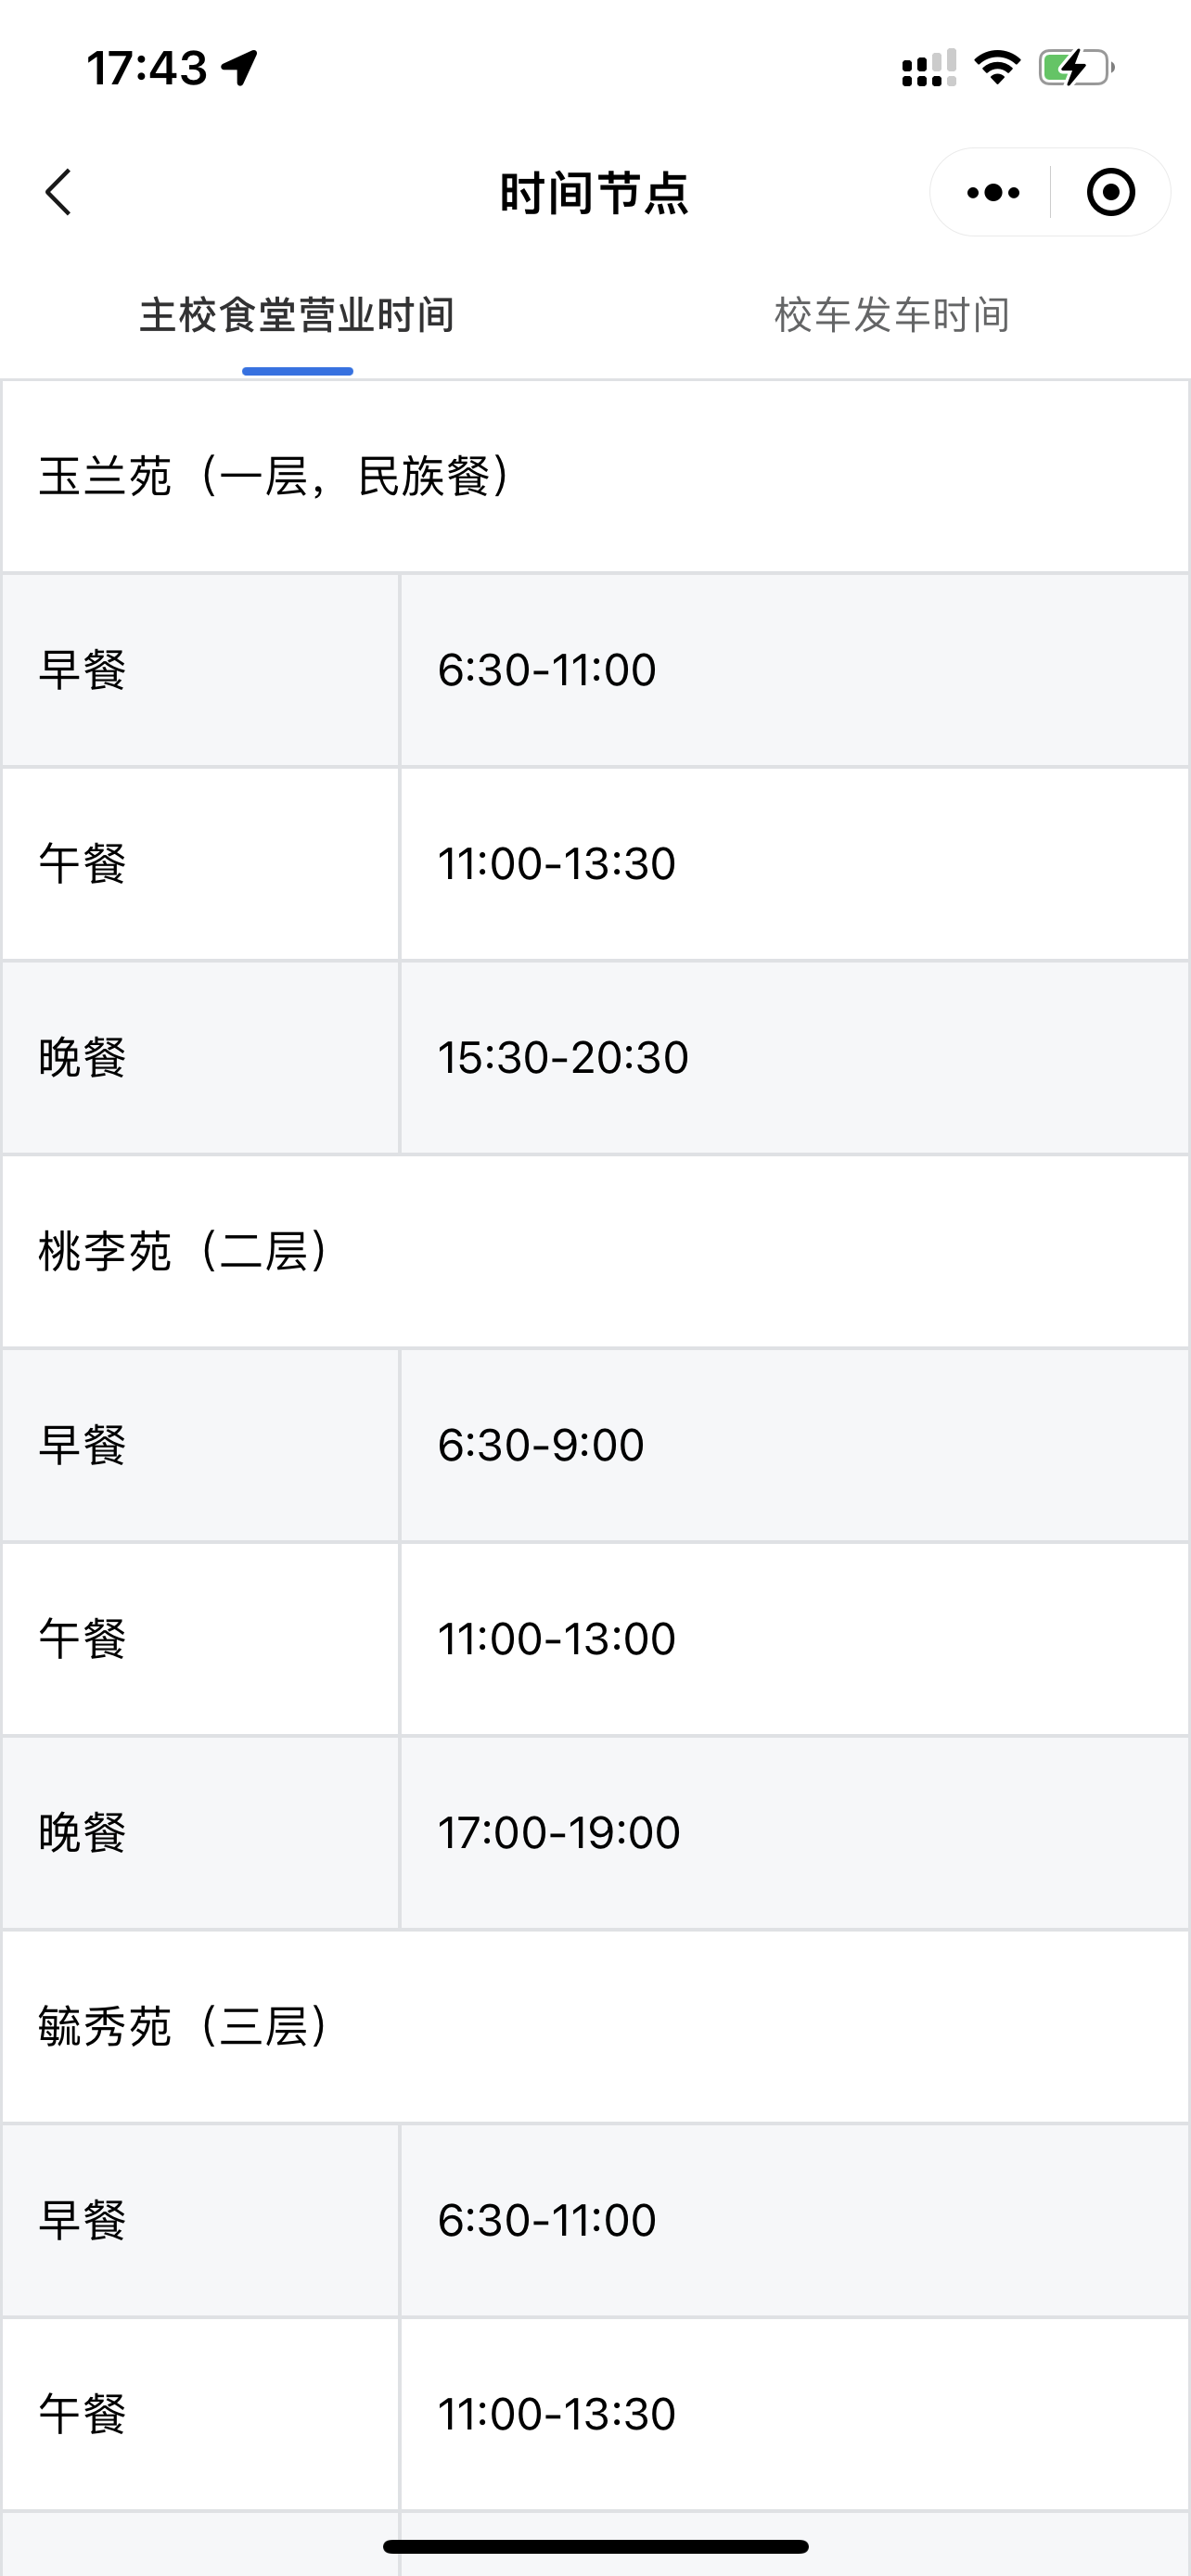 17:43
时间节点
主校食堂营业时间 校车发车时间
玉兰苑（一层，民族餐）
早餐 6:30-11:00
午餐 11:00-13:30
晚餐 15:30-20:30
桃李苑（二层）
早餐 6:30-9:00
午餐 11:00-13:00
晚餐 17:00-19:00
毓秀苑（三层）
早餐 6:30-11:00
午餐 11:00-13:30